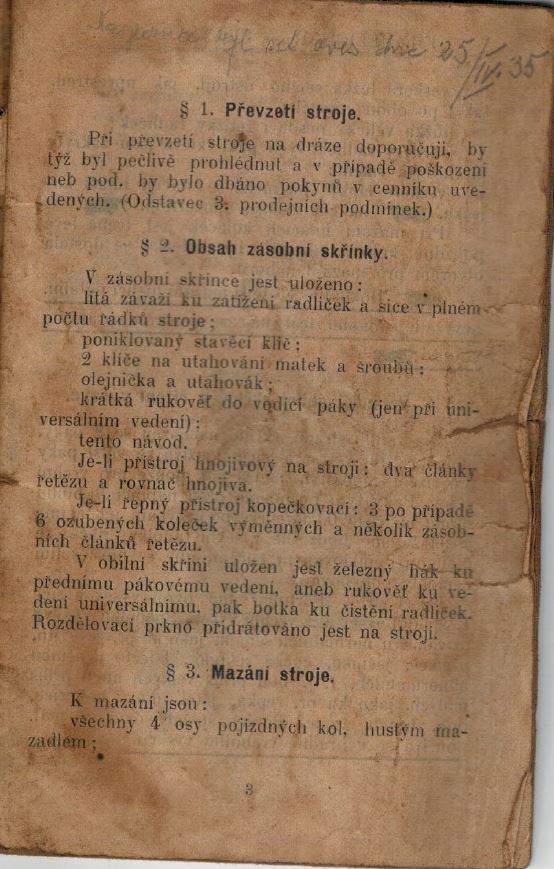 sel oves 25/IV. 35
§ 1. Převzetí stroje.
Při převzetí stroje na dráze doporučuji, by
týž byl pečlivě prohlédnut a v případě poškození
neb pod. by bylo dbáno pokynů v cenníku uve-
dených. (Odstavec 3. prodejních podmínek.)
§ 2. Obsah zásobní skřínky.
V zásobní skřínce jest uloženo:
litá závaží ku zatížení radliček a sice v plném
počtu řádků stroje;
poniklovaný stavěcí klíč;
2 klíče na utahování matek a šroubů;
olejnička a utahovák;
krátká rukověť do vodící páky (jen při uni-
versálním vedení);
tento návod.
Je-li přístroj hnojivový na stroji: dva články
řetězu a rovnač hnojiva.
Je-li řepný přístroj kopečkovací: 3 po případě
6 ozubených koleček výměnných a několik zásob-
ních článků řetězu.
V obilní skříni uložen jest železný hák ku
přednímu pákovému vedení, aneb rukověť ku ve-
dení universálnímu, pak botka ku čistění radliček.
Rozdělovací prkno přidrátováno jest na stroji.
§ 3. Mazání stroje.
K mazání jsou:
všechny 4 osy pojízdných kol, hustým ma-
zadlem;
3